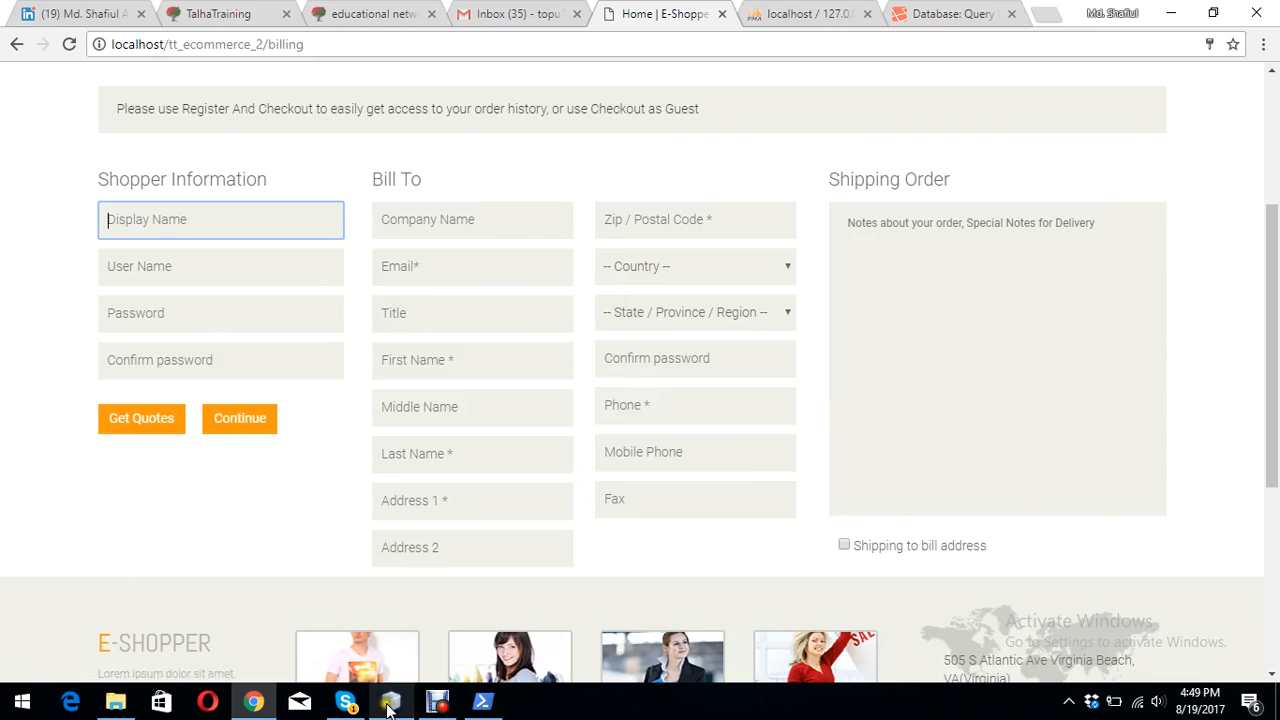 (19) Md. Shafiul A
TalhaTraining
educational netw
Inbox (35) - topu1
Home | E-Shoppe
localhost / 127.0.
Database: Query
Md. Shafiul
localhost/tt_ecommerce_2/billing
Please use Register And Checkout to easily get access to your order history, or use Checkout as Guest
Shopper Information
Bill To
Shipping Order
Display Name
Company Name
Zip / Postal Code *
Notes about your order, Special Notes for Delivery
User Name
Email*
-- Country --
Password
Title
-- State / Province / Region --
Confirm password
First Name *
Confirm password
Get Quotes
Continue
Middle Name
Phone *
Last Name *
Mobile Phone
Address 1 *
Fax
Address 2
Shipping to bill address
E-SHOPPER
Lorem ipsum dolor sit amet,
SALE
Activate Windows
Go to Settings to activate Windows.
505 S Atlantic Ave Virginia Beach,
VA(Virginia)
4:49 PM
8/19/2017
6